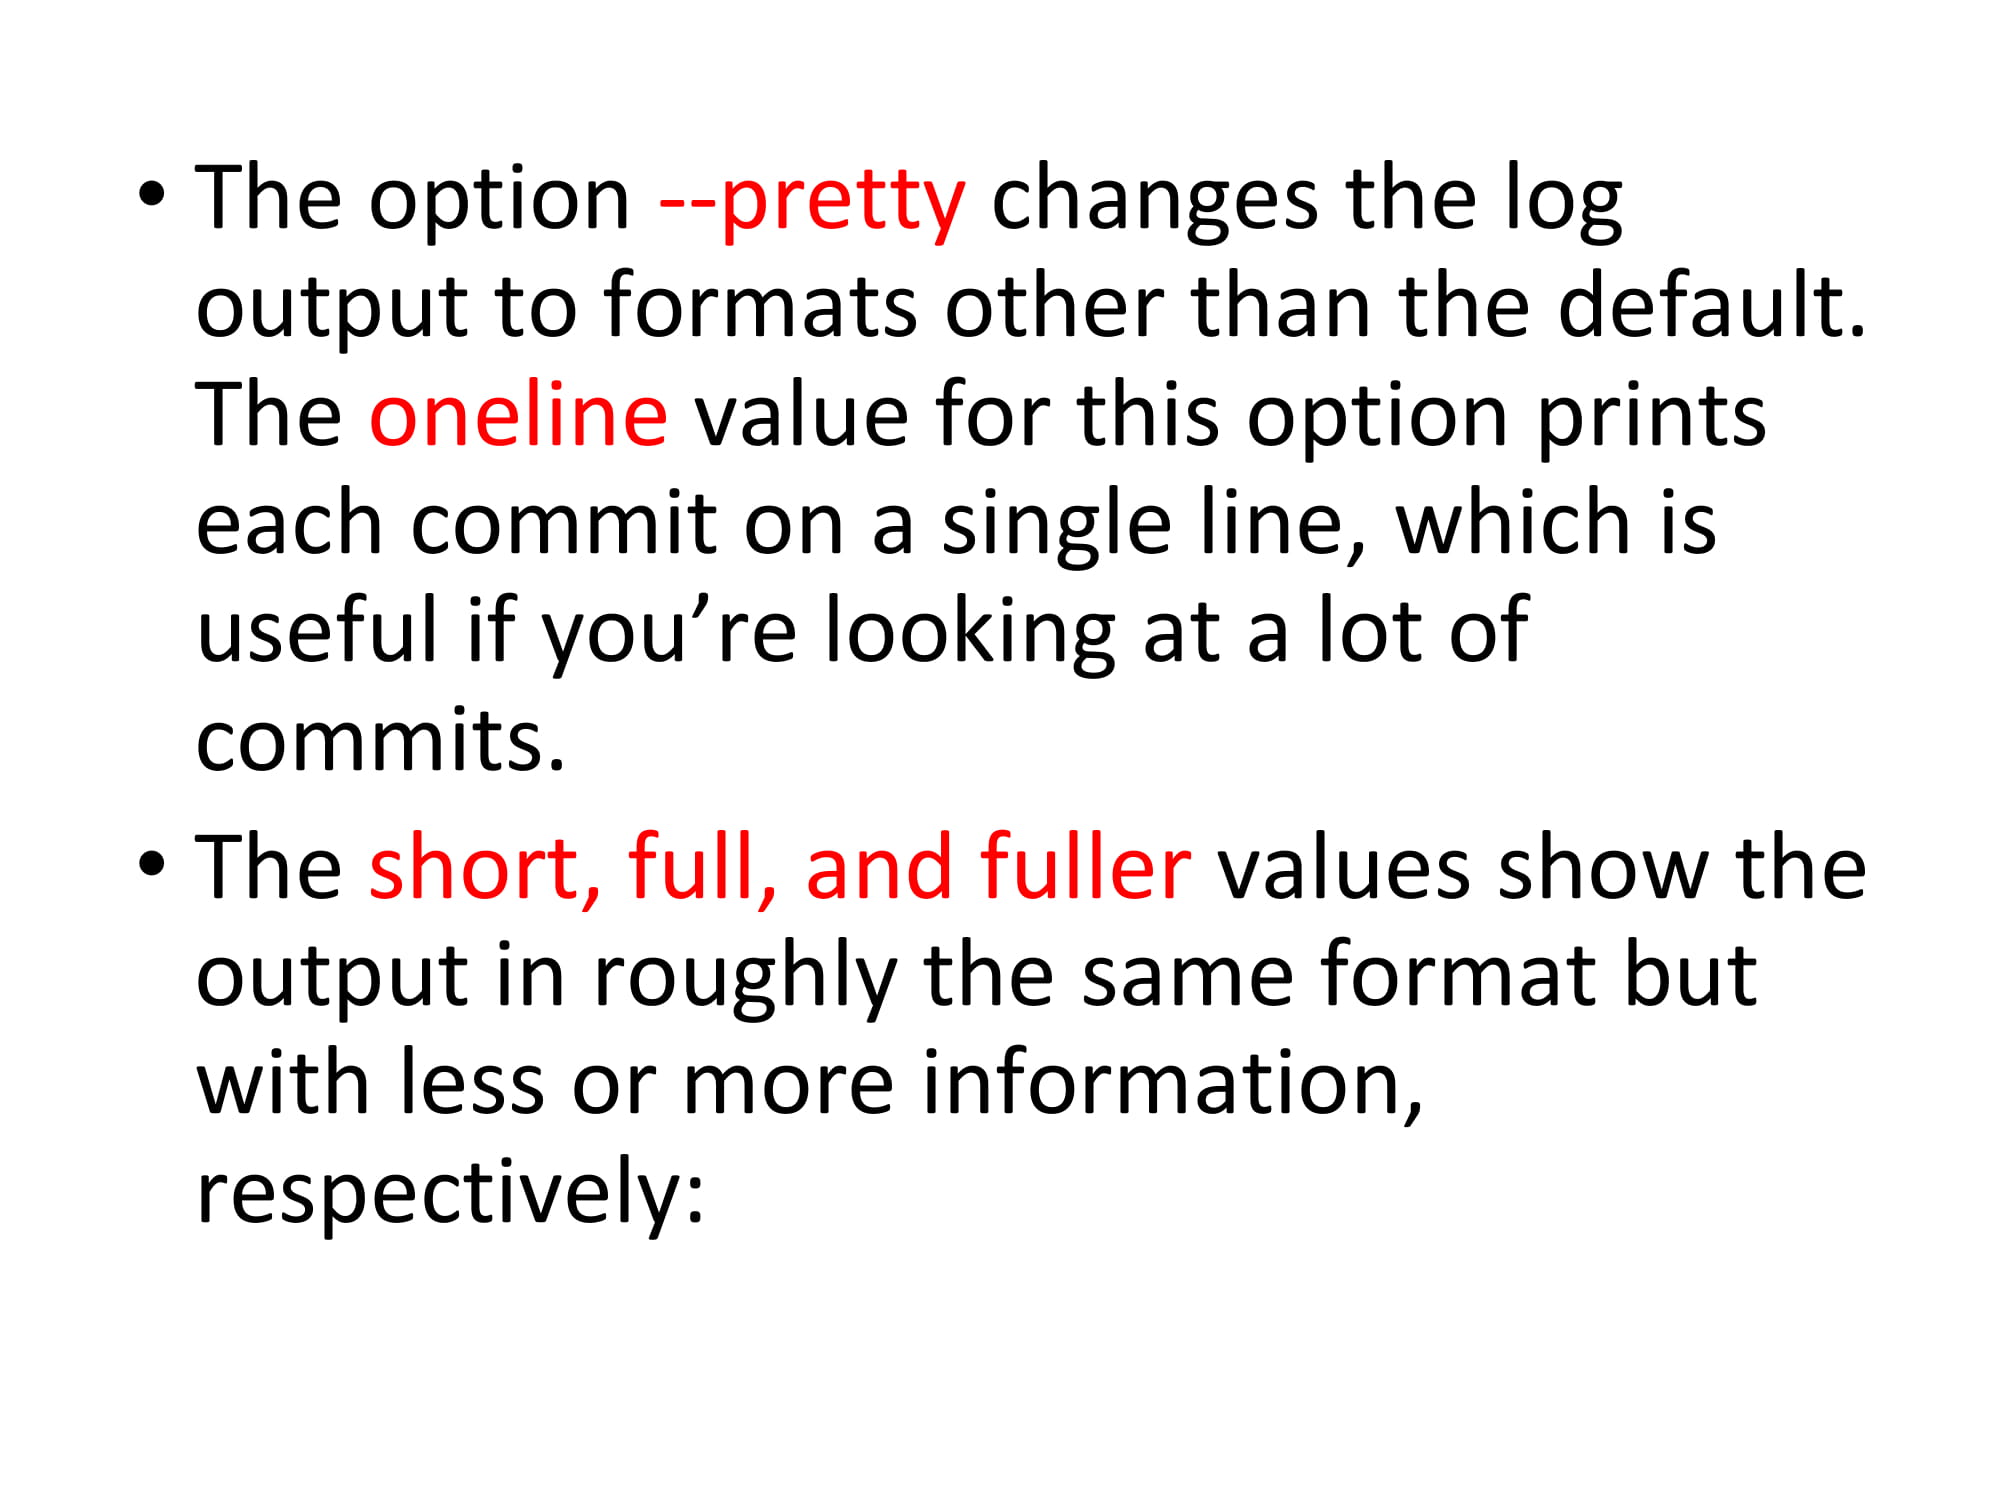 • The option --pretty changes the log
output to formats other than the default.
The oneline value for this option prints
each commit on a single line, which is
useful if you’re looking at a lot of
commits.
• The short, full, and fuller values show the
output in roughly the same format but
with less or more information,
respectively: